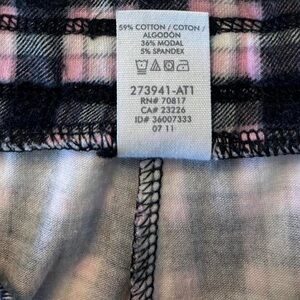 59% COTTON / COTON /
ALGODÓN
36% MODAL
5% SPANDEX
273941-AT1
RN# 70817
CA# 23226
ID# 36007333
07 11